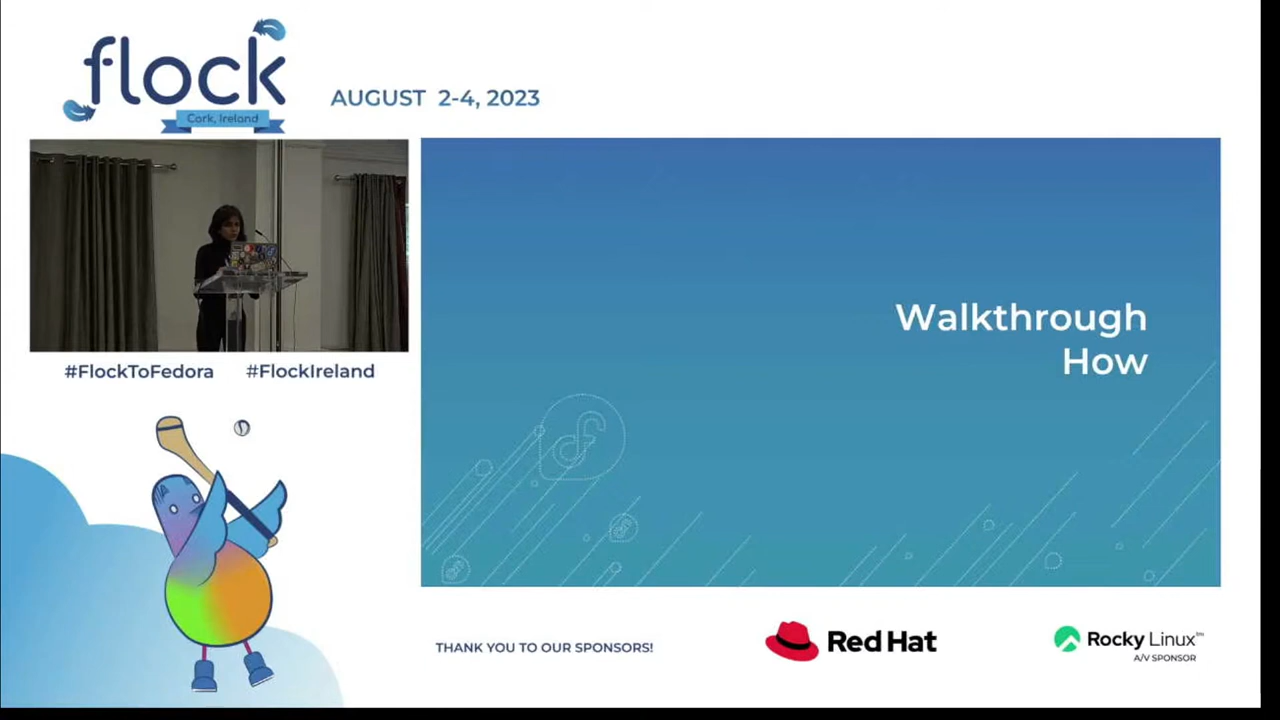 flock
Cork, Ireland
AUGUST 2-4, 2023
#FlockToFedora #FlockIreland
Walkthrough
How
THANK YOU TO OUR SPONSORS!
Red Hat
Rocky Linux™
A/V SPONSOR